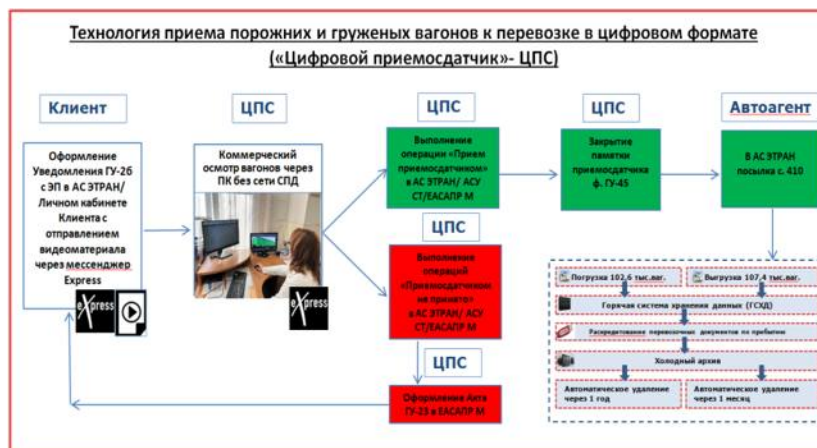 Технология приема порожних и груженых вагонов к перевозке в цифровом формате
(«Цифровой приемосдатчик»- ЦПС)
Клиент
ЦПС
ЦПС
ЦПС
Автоагент
Оформление
Уведомления ГУ-2б
с ЭП в АС ЭТРАН/
Личном кабинете
Клиента с
отправлением
видеоматериала
через мессенджер
Express
eXpress
Коммерческий
осмотр вагонов через
ПК без сети СПД
eXpress
Выполнение
операции «Прием
приемосдатчиком»
в АС ЭТРАН/ АСУ
СТ/ЕАСАПР М
Закрытие
памятки
приемосдатчика
ф. ГУ-45
В АС ЭТРАН
посылка с. 410
ЦПС
Выполнение
операций
«Приемосдатчиком
не принято»
в АС ЭТРАН/ АСУ
СТ/ЕАСАПР М
ЦПС
Оформление Акта
ГУ-23 в ЕАСАПР М
Погрузка 102,6 тыс.ваг.
Выгрузка 107,4 тыс.ваг.
Горячая система хранения данных (ГСХД)
Раскредитование перевозочных документов по прибытии
Холодный архив
Автоматическое удаление
через 1 год
Автоматическое удаление
через 1 месяц